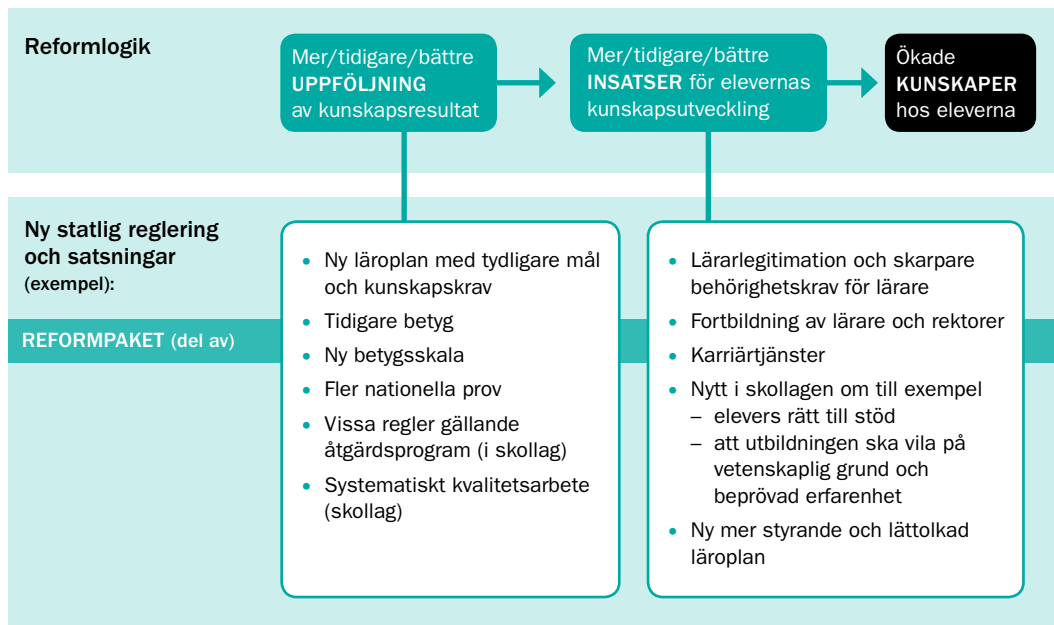 Reformlogik
Mer/tidigare/bättre
UPPFÖLJNING
av kunskapsresultat
Mer/tidigare/bättre
INSATSER för elevernas
kunskapsutveckling
Ökade
KUNSKAPER
hos eleverna
Ny statlig reglering
och satsningar
(exempel):
REFORMPAKET (del av)
• Ny läroplan med tydligare mål
och kunskapskrav
• Tidigare betyg
• Ny betygsskala
• Fler nationella prov
• Vissa regler gällande
åtgärdsprogram (i skollag)
• Systematiskt kvalitetsarbete
(skollag)
• Lärarlegitimation och skarpare
behörighetskrav för lärare
• Fortbildning av lärare och rektorer
• Karriärtjänster
• Nytt i skollagen om till exempel
– elevers rätt till stöd
– att utbildningen ska vila på
vetenskaplig grund och
beprövad erfarenhet
• Ny mer styrande och lättolkad
läroplan